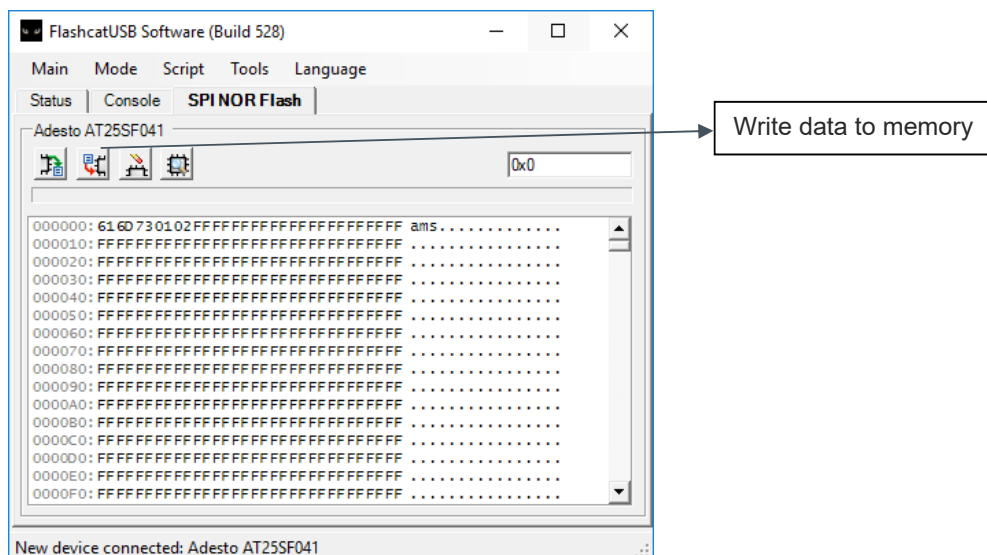 FlashcatUSB Software (Build 528)
Main Mode Script Tools Language
Status Console SPI NOR Flash
Adesto AT25SF041
Write data to memory
0x0
000000: 616D730102FFFFFFFFFFFFFFFFFFFFFF ams.............
000010: FFFFFFFFFFFFFFFFFFFFFFFFFFFFFFFF ................
000020: FFFFFFFFFFFFFFFFFFFFFFFFFFFFFFFF ................
000030: FFFFFFFFFFFFFFFFFFFFFFFFFFFFFFFF ................
000040: FFFFFFFFFFFFFFFFFFFFFFFFFFFFFFFF ................
000050: FFFFFFFFFFFFFFFFFFFFFFFFFFFFFFFF ................
000060: FFFFFFFFFFFFFFFFFFFFFFFFFFFFFFFF ................
000070: FFFFFFFFFFFFFFFFFFFFFFFFFFFFFFFF ................
000080: FFFFFFFFFFFFFFFFFFFFFFFFFFFFFFFF ................
000090: FFFFFFFFFFFFFFFFFFFFFFFFFFFFFFFF ................
0000A0: FFFFFFFFFFFFFFFFFFFFFFFFFFFFFFFF ................
0000B0: FFFFFFFFFFFFFFFFFFFFFFFFFFFFFFFF ................
0000C0: FFFFFFFFFFFFFFFFFFFFFFFFFFFFFFFF ................
0000D0: FFFFFFFFFFFFFFFFFFFFFFFFFFFFFFFF ................
0000E0: FFFFFFFFFFFFFFFFFFFFFFFFFFFFFFFF ................
0000F0: FFFFFFFFFFFFFFFFFFFFFFFFFFFFFFFF ................
New device connected: Adesto AT25SF041